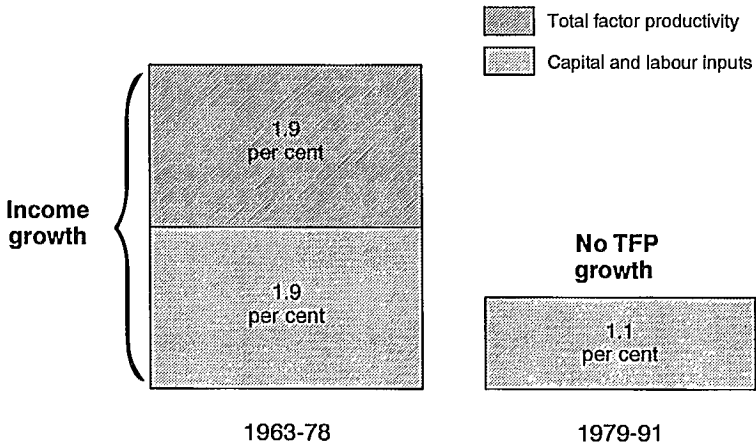 Total factor productivity
Capital and labour inputs
1.9
per cent
Income
growth
1.9
per cent
No TFP
growth
1.1
per cent
1963-78
1979-91